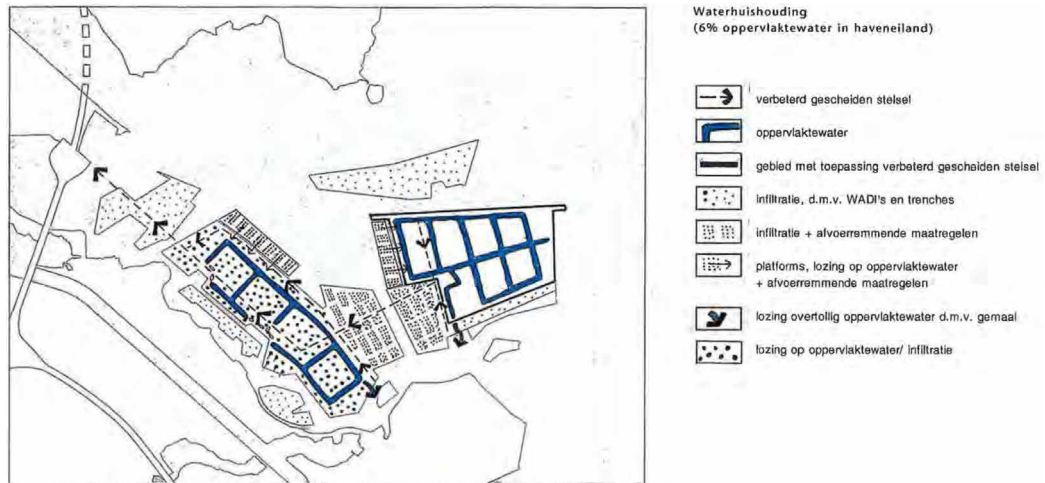 Waterhuishouding
(6% oppervlaktewater in haveneiland)
verbeterd gescheiden stelsel
oppervlaktewater
gebied met toepassing verbeterd gescheiden stelsel
infiltratie, d.m.v. WADI's en trenches
infiltratie + afvoerremmende maatregelen
platforms, lozing op oppervlaktewater
+ afvoerremmende maatregelen
lozing overtollig oppervlaktewater d.m.v. gemaal
lozing op oppervlaktewater/ infiltratie